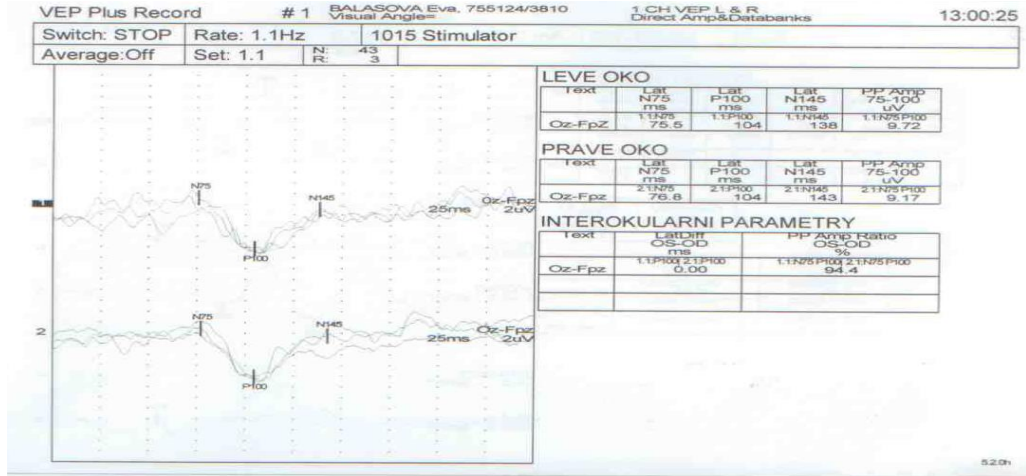 VEP Plus Record # 1 BALASOVA Eva, 755124/3810 1 CH VEP L & R 13:00:25
Visual Angle= Direct Amp&Databanks
Switch: STOP Rate: 1.1Hz 1015 Stimulator
Average:Off Set: 1.1 N: 43
R: 3
LEVE OKO
Text Lat N75 ms Lat P100 ms Lat N145 ms PP Amp 75-100 uV
1.1:N75 1.1:P100 1.1:N145 1.1:N75 P100
Oz-FpZ 75.5 104 138 9.72
PRAVE OKO
Text Lat N75 ms Lat P100 ms Lat N145 ms PP Amp 75-100 uV
2.1:N75 2.1:P100 2.1:N145 2.1:N75 P100
Oz-Fpz 76.8 104 143 9.17
INTEROKULARNI PARAMETRY
Text LatDiff OS-OD ms PP Amp Ratio OS-OD %
1.1:P100| 2.1:P100 1.1:N75 P100| 2.1:N75 P100
Oz-Fpz 0.00 94.4
N75
N145
Oz-Fpz
25ms 2uV
P100
N75
N145
2
Oz-Fpz
25ms 2uV
P100
5.2.0h